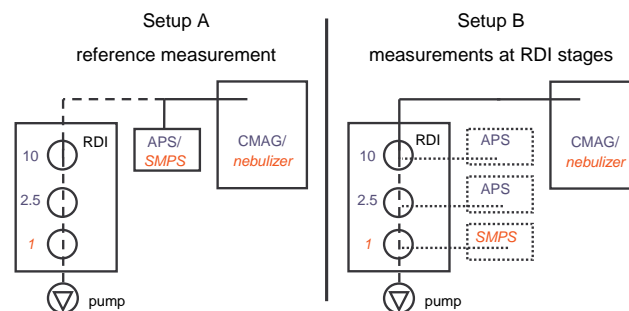 Setup A
reference measurement
RDI
10
2.5
1
APS/
SMPS
CMAG/
nebulizer
pump
Setup B
measurements at RDI stages
RDI
10
2.5
1
APS
APS
SMPS
CMAG/
nebulizer
pump